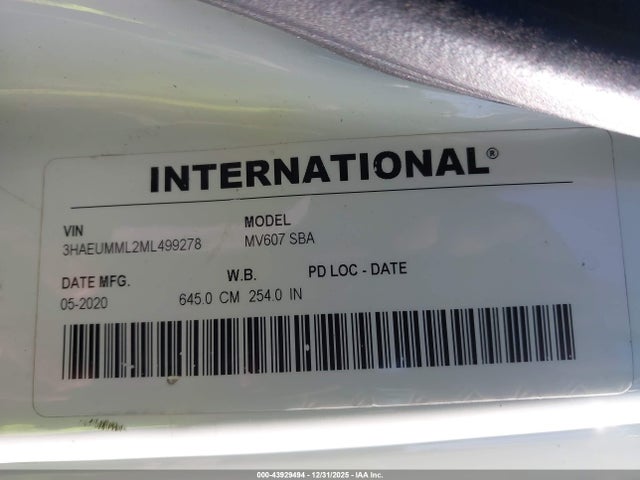 INTERNATIONAL®
VIN MODEL
3HAEUMML2ML499278 MV607 SBA
DATE MFG. W.B. PD LOC - DATE
05-2020 645.0 CM 254.0 IN
000-43929494 - 12/31/2025 - IAA Inc.